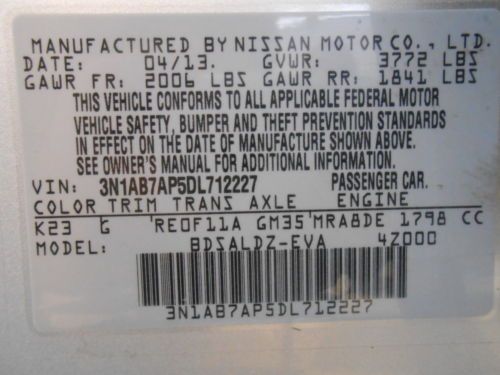 MANUFACTURED BY NISSAN MOTOR CO., LTD.
DATE: 04/13. GVWR: 3772 LBS
GAWR FR: 2006 LBS GAWR RR: 1841 LBS
THIS VEHICLE CONFORMS TO ALL APPLICABLE FEDERAL MOTOR
VEHICLE SAFETY, BUMPER AND THEFT PREVENTION STANDARDS
IN EFFECT ON THE DATE OF MANUFACTURE SHOWN ABOVE.
SEE OWNER'S MANUAL FOR ADDITIONAL INFORMATION.
VIN: 3N1AB7AP5DL712227 PASSENGER CAR.
COLOR TRIM TRANS AXLE ENGINE
K23 G 'REOF11A GM35'MRA8DE 1798 CC
MODEL: BDSALDZ-EVA 4Z000
3N1AB7AP5DL712227